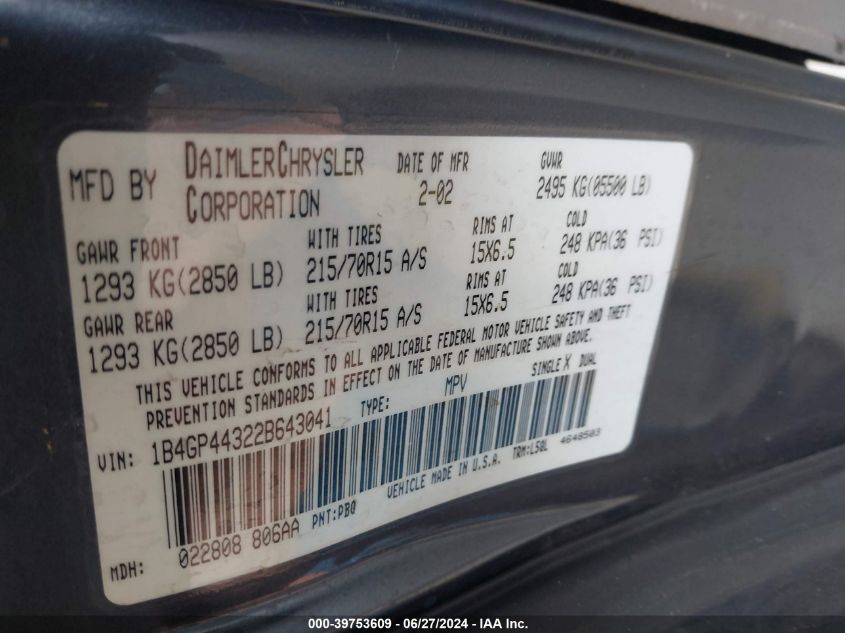 MFD BY DAIMLERCHRYSLER CORPORATION DATE OF MFR 2-02 GVWR 2495 KG(05500 LB)
GAWR FRONT WITH TIRES RIMS AT COLD
1293 KG(2850 LB) 215/70R15 A/S 15X6.5 248 KPA(36 PSI)
GAWR REAR WITH TIRES RIMS AT COLD
1293 KG(2850 LB) 215/70R15 A/S 15X6.5 248 KPA(36 PSI)
THIS VEHICLE CONFORMS TO ALL APPLICABLE FEDERAL MOTOR VEHICLE SAFETY AND THEFT
PREVENTION STANDARDS IN EFFECT ON THE DATE OF MANUFACTURE SHOWN ABOVE.
VIN: 1B4GP44322B643041 TYPE: MPV SINGLE X DUAL
MDH: 022808 806AA PNT:PBQ VEHICLE MADE IN U.S.A. TRM:L5QL 4648503
000-39753609 - 06/27/2024 - IAA Inc.